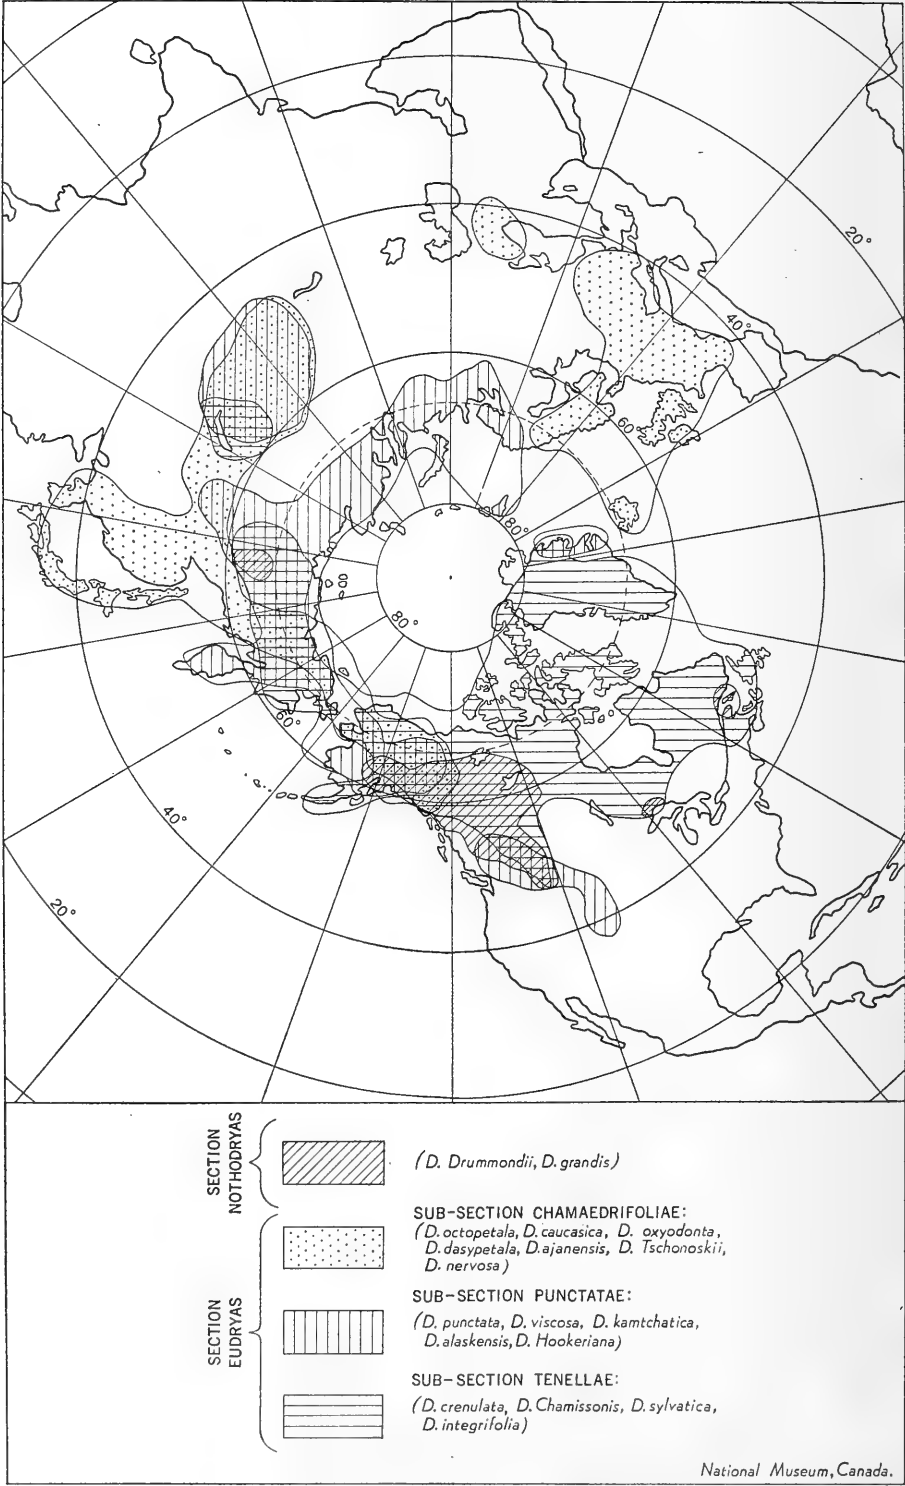 20°
40°
60°
80°
80°
60°
40°
20°
SECTION
NOTHODRYAS
(D. Drummondii, D. grandis)
SECTION
EUDRYAS
SUB-SECTION CHAMAEDRIFOLIAE:
(D. octopetala, D. caucasica, D. oxyodonta,
D. dasypetala, D. ajanensis, D. Tschonoskii,
D. nervosa)
SUB-SECTION PUNCTATAE:
(D. punctata, D. viscosa, D. kamtchatica,
D. alaskensis, D. Hookeriana)
SUB-SECTION TENELLAE:
(D. crenulata, D. Chamissonis, D. sylvatica,
D. integrifolia)
National Museum, Canada.